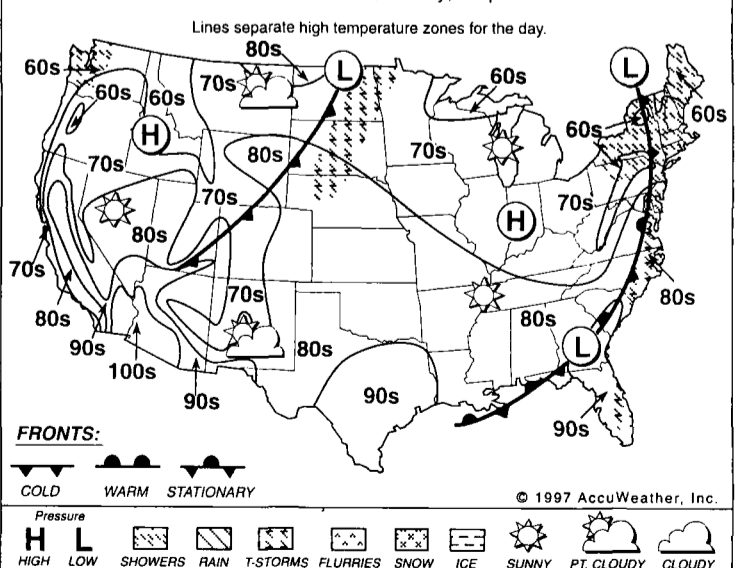 Lines separate high temperature zones for the day.
80s
60s
70s
60s
60s
60s
60s
H
L
L
60s
70s
80s
70s
70s
70s
H
80s
70s
80s
80s
90s
100s
90s
70s
80s
90s
80s
L
90s
FRONTS:
COLD WARM STATIONARY
© 1997 AccuWeather, Inc.
Pressure
H L
HIGH LOW SHOWERS RAIN T-STORMS FLURRIES SNOW ICE SUNNY PT. CLOUDY CLOUDY